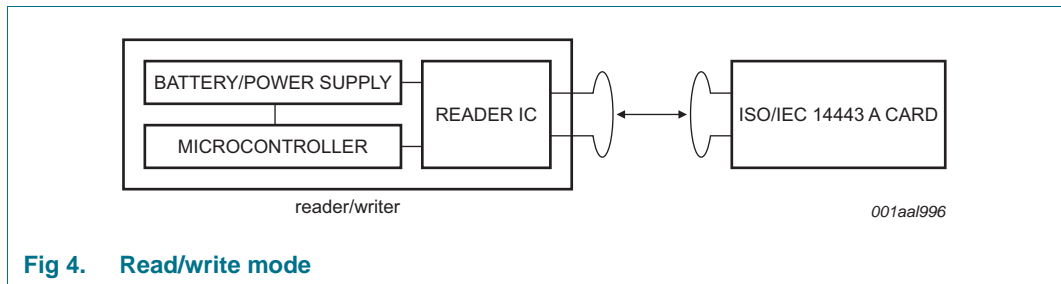 BATTERY/POWER SUPPLY
MICROCONTROLLER
READER IC
ISO/IEC 14443 A CARD
reader/writer
001aal996
Fig 4. Read/write mode